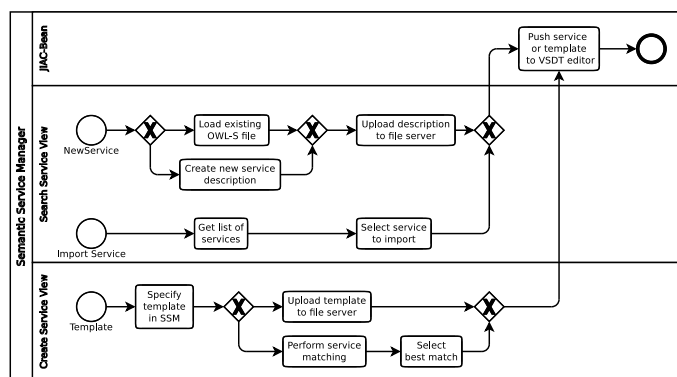 Semantic Service Manager
JIAC-Bean
Push service
or template
to VSDT editor
Search Service View
NewService
Load existing
OWL-S file
Create new service
description
Upload description
to file server
Import Service
Get list of
services
Select service
to import
Create Service View
Template
Specify
template
in SSM
Upload template
to file server
Perform service
matching
Select
best match